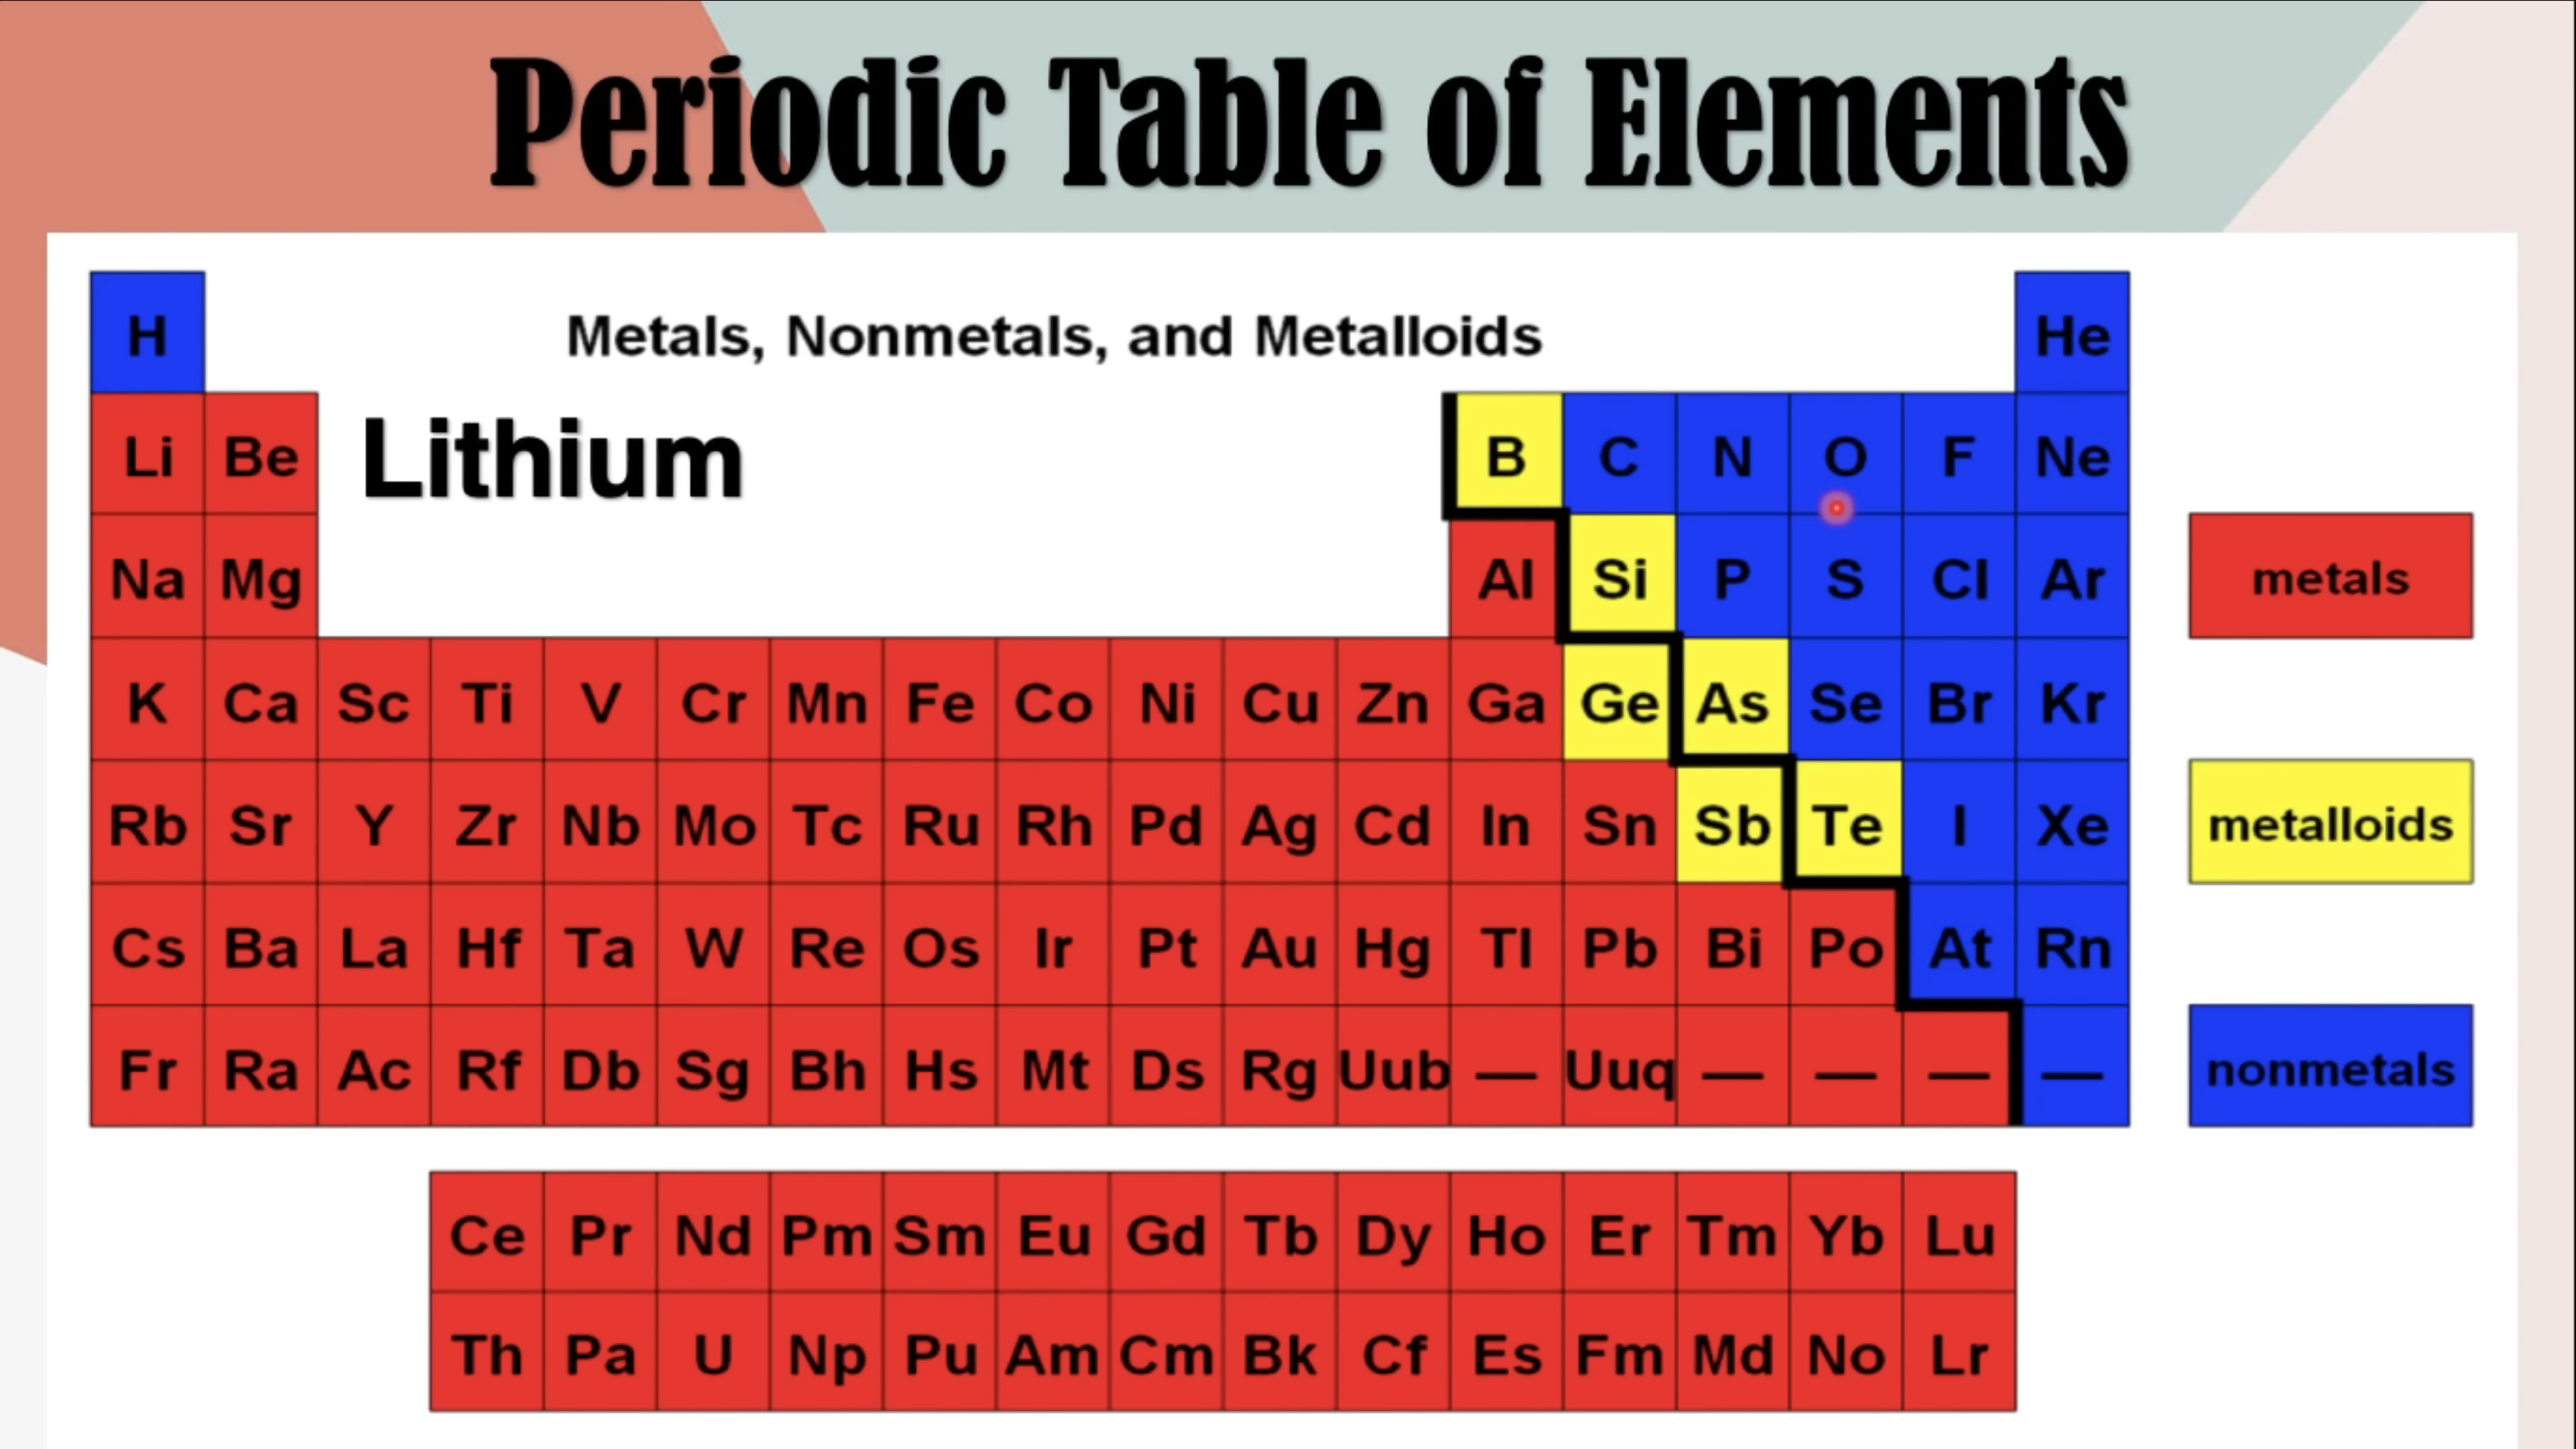 Periodic Table of Elements
H Metals, Nonmetals, and Metalloids He
Li Be Lithium B C N O F Ne
Na Mg Al Si P S Cl Ar metals
K Ca Sc Ti V Cr Mn Fe Co Ni Cu Zn Ga Ge As Se Br Kr
Rb Sr Y Zr Nb Mo Tc Ru Rh Pd Ag Cd In Sn Sb Te I Xe metalloids
Cs Ba La Hf Ta W Re Os Ir Pt Au Hg Tl Pb Bi Po At Rn
Fr Ra Ac Rf Db Sg Bh Hs Mt Ds Rg Uub — Uuq — — — — nonmetals
Ce Pr Nd Pm Sm Eu Gd Tb Dy Ho Er Tm Yb Lu
Th Pa U Np Pu Am Cm Bk Cf Es Fm Md No Lr